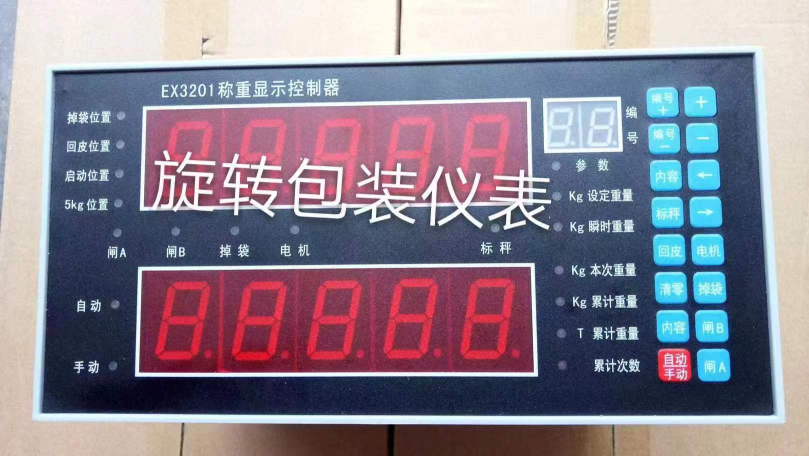 EX3201称重显示控制器
掉袋位置
回皮位置
启动位置
5kg位置
旋转包装仪表
编号
参数
Kg 设定重量
Kg 瞬时重量
Kg 本次重量
Kg 累计重量
T 累计重量
累计次数
闸A
闸B
掉袋
电机
标秤
自动
手动
编号+
+
编号-
-
内容
←
标秤
→
回皮
电机
清零
掉袋
内容
闸B
自动/手动
闸A